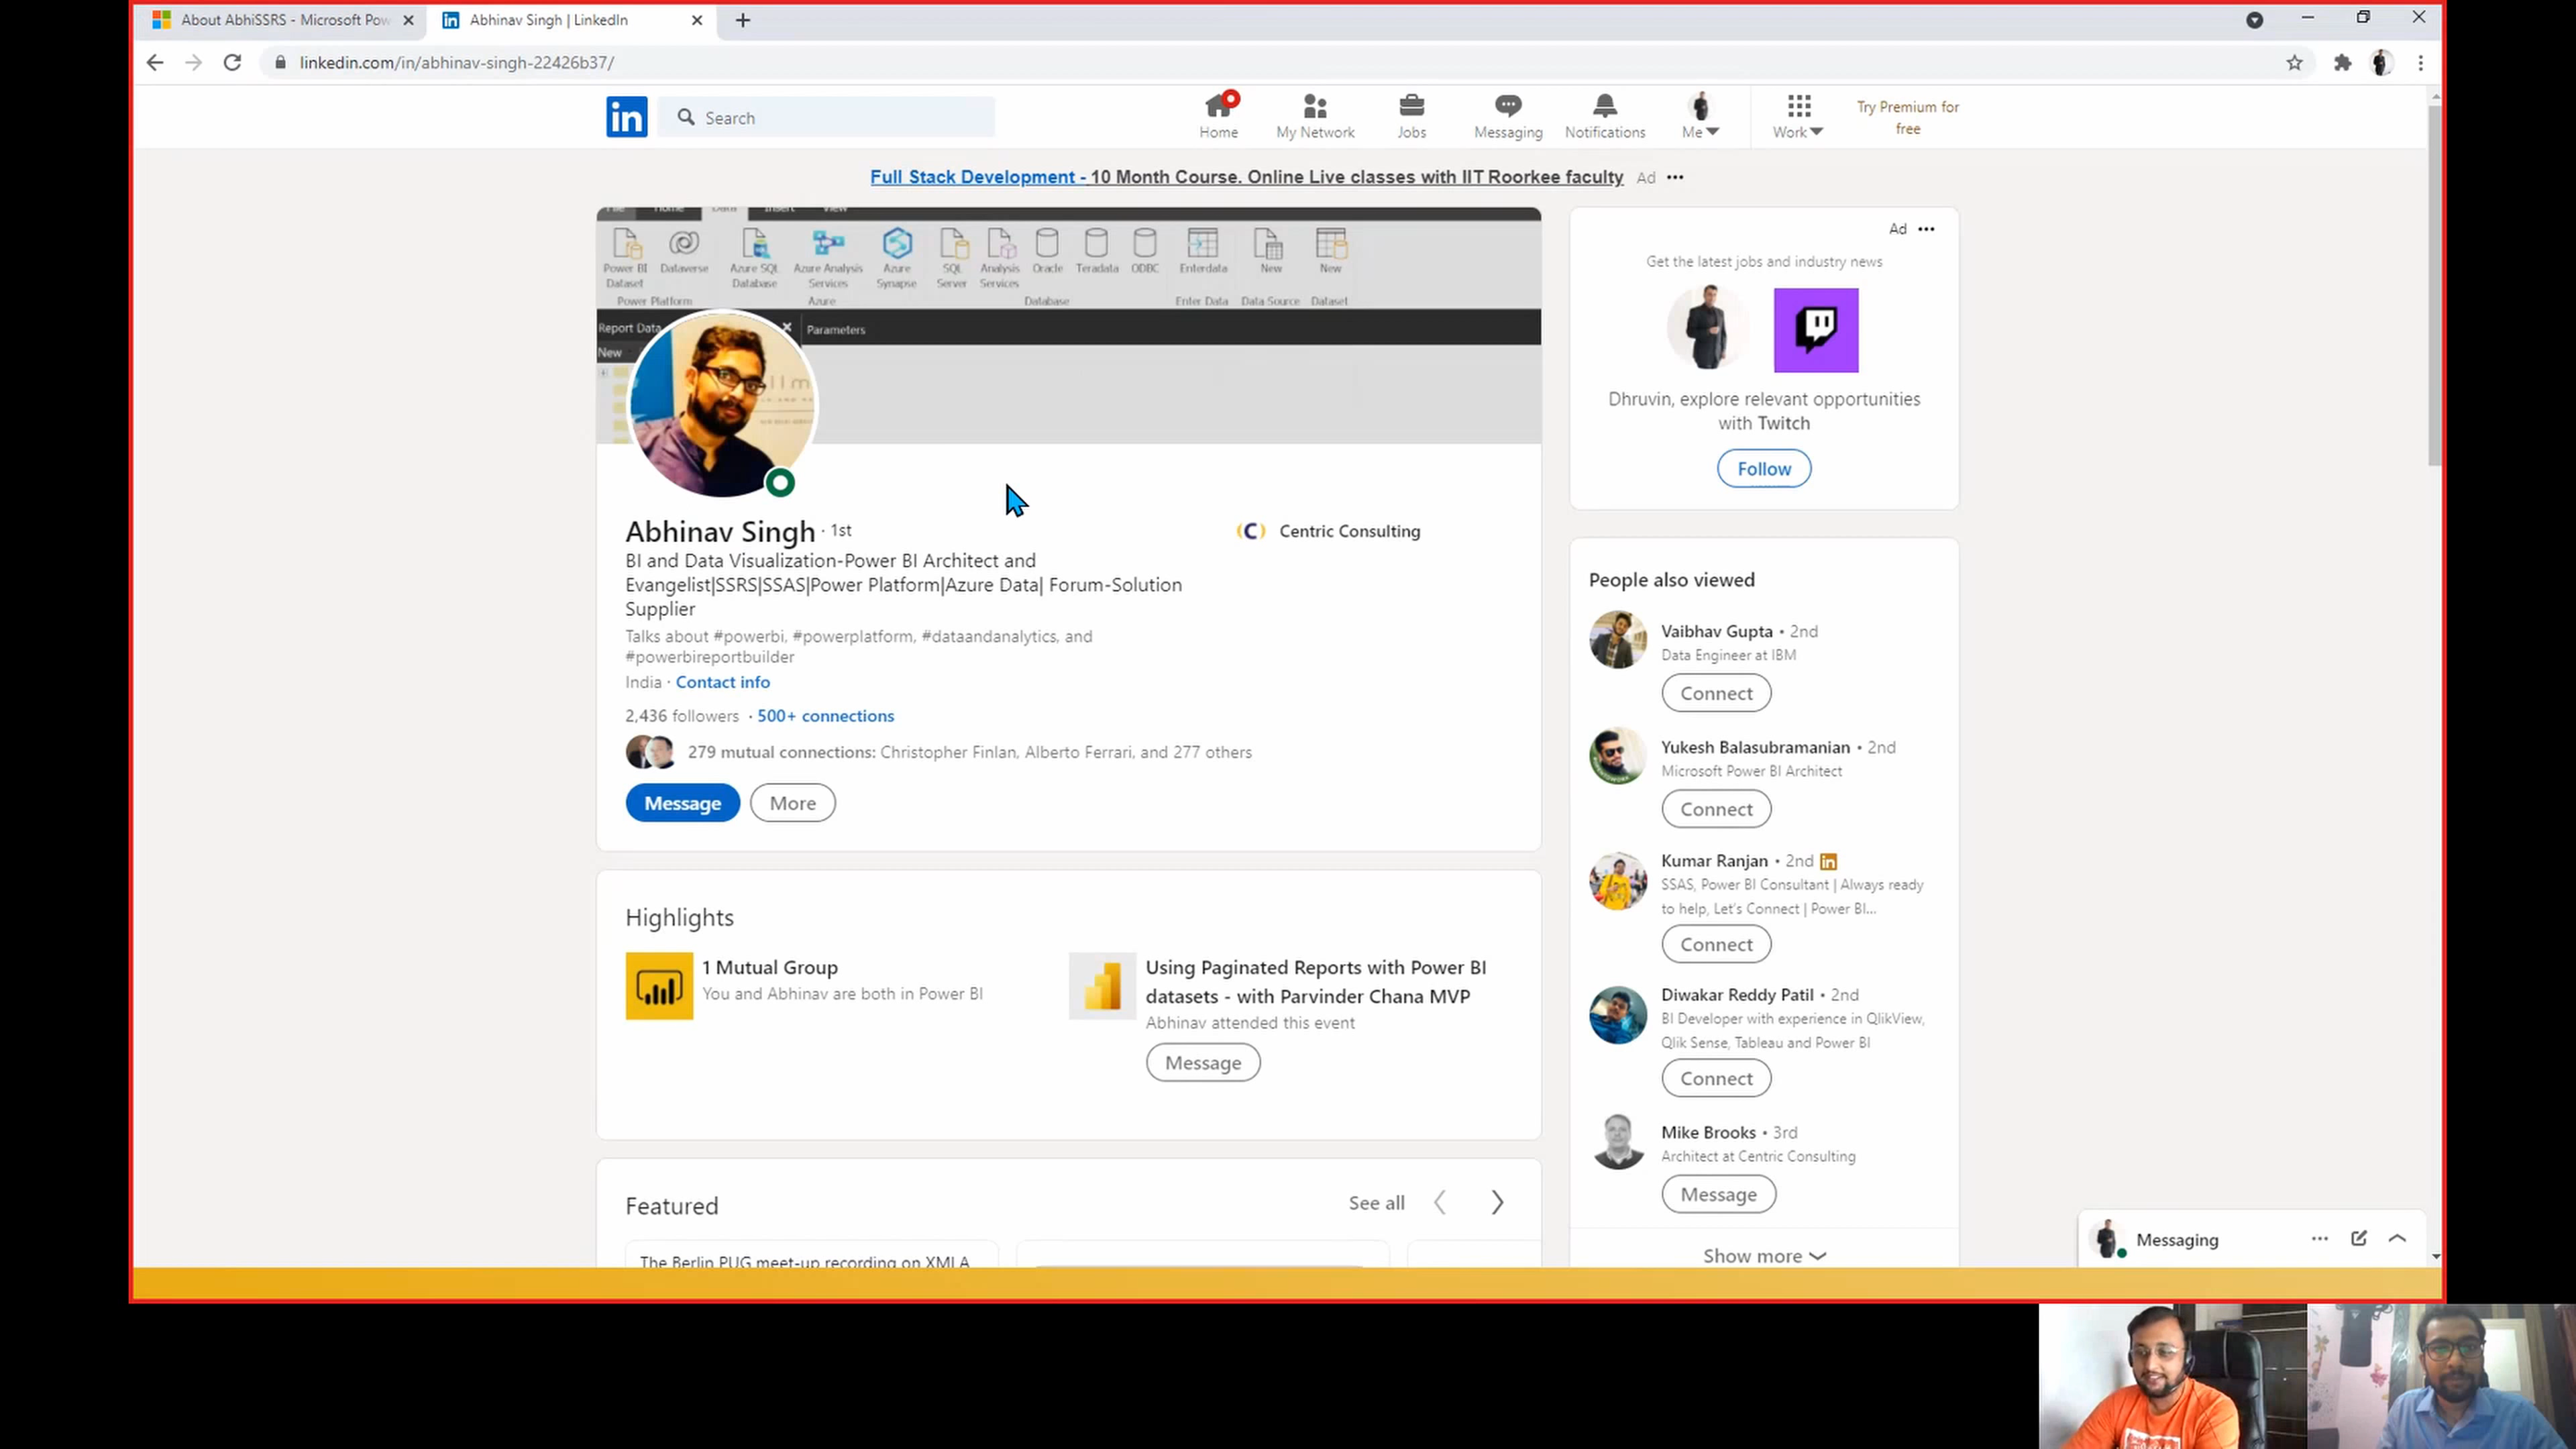 About AbhiSSRS - Microsoft Pow
Abhinav Singh | LinkedIn
linkedin.com/in/abhinav-singh-22426b37/
in
Search
Home
My Network
Jobs
Messaging
Notifications
Me
Work
Try Premium for
free
Full Stack Development - 10 Month Course. Online Live classes with IIT Roorkee faculty Ad
Power BI
Dataset
Dataverse
Azure SQL
Database
Azure Analysis
Services
Azure
Synapse
SQL
Server
Analysis
Services
Oracle
Teradata
ODBC
Enterdata
New
New
Power Platform
Azure
Database
Enter Data
Data Source
Dataset
Report Data
Parameters
New
Abhinav Singh · 1st
BI and Data Visualization-Power BI Architect and
Evangelist|SSRS|SSAS|Power Platform|Azure Data| Forum-Solution
Supplier
Talks about #powerbi, #powerplatform, #dataandanalytics, and
#powerbireportbuilder
India · Contact info
2,436 followers · 500+ connections
279 mutual connections: Christopher Finlan, Alberto Ferrari, and 277 others
Message
More
Centric Consulting
Highlights
1 Mutual Group
You and Abhinav are both in Power BI
Using Paginated Reports with Power BI
datasets - with Parvinder Chana MVP
Abhinav attended this event
Message
Featured
See all
The Berlin PUG meet-up recording on XMLA
Ad
Get the latest jobs and industry news
Dhruvin, explore relevant opportunities
with Twitch
Follow
People also viewed
Vaibhav Gupta • 2nd
Data Engineer at IBM
Connect
Yukesh Balasubramanian • 2nd
Microsoft Power BI Architect
Connect
Kumar Ranjan • 2nd in
SSAS, Power BI Consultant | Always ready
to help, Let's Connect | Power BI...
Connect
Diwakar Reddy Patil • 2nd
BI Developer with experience in QlikView,
Qlik Sense, Tableau and Power BI
Connect
Mike Brooks • 3rd
Architect at Centric Consulting
Message
Show more
Messaging